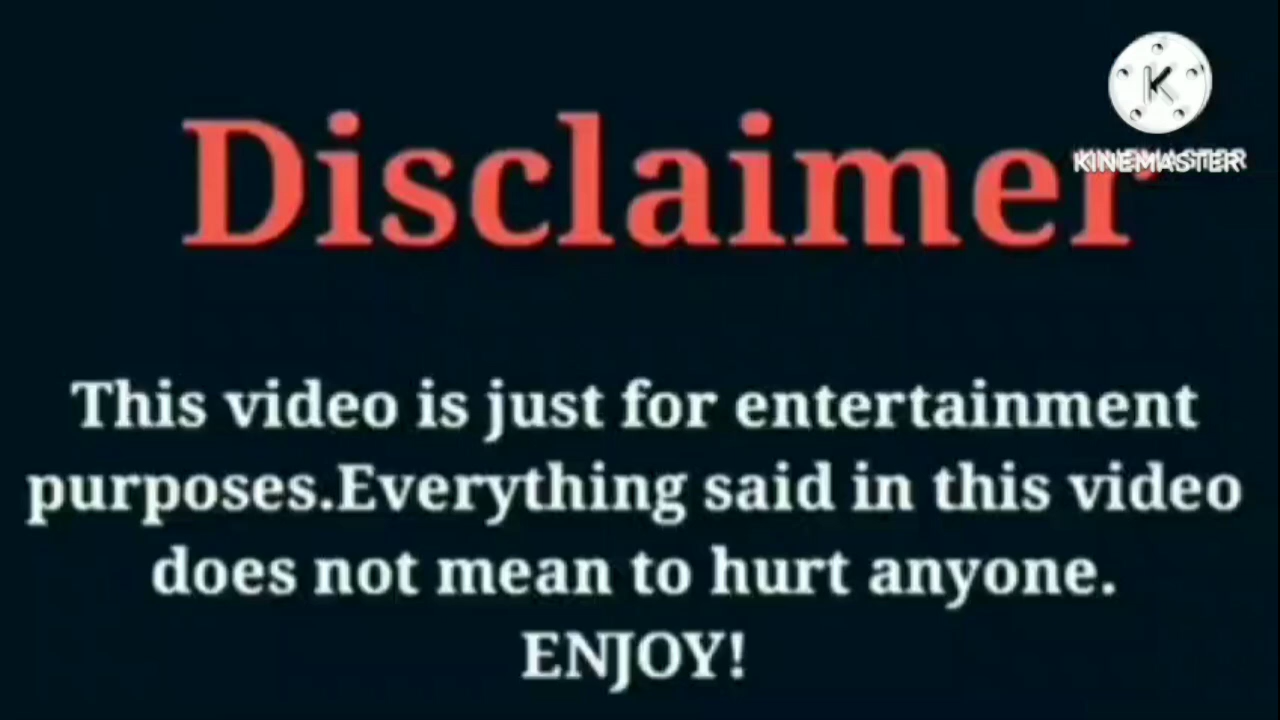 K
KINEMASTER
Disclaimer
This video is just for entertainment
purposes.Everything said in this video
does not mean to hurt anyone.
ENJOY!